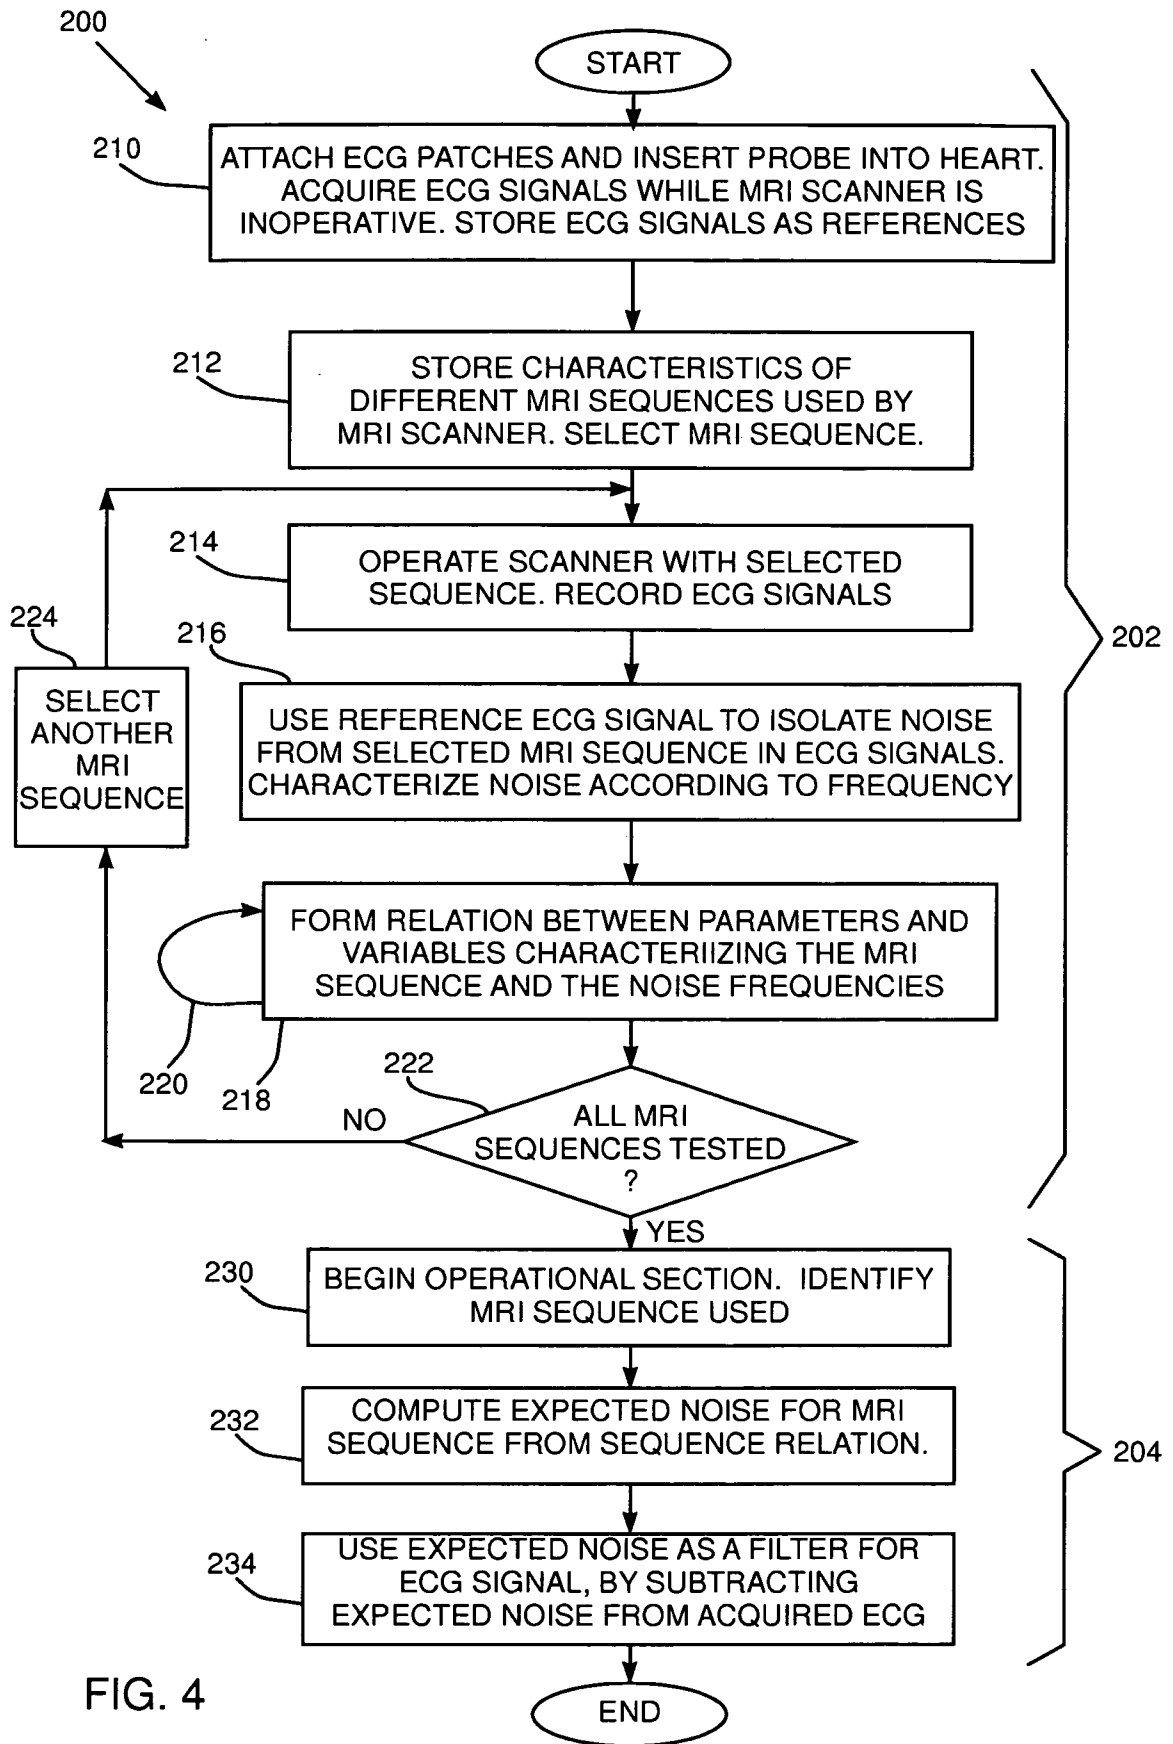 200
START
210
ATTACH ECG PATCHES AND INSERT PROBE INTO HEART.
ACQUIRE ECG SIGNALS WHILE MRI SCANNER IS
INOPERATIVE. STORE ECG SIGNALS AS REFERENCES
212
STORE CHARACTERISTICS OF
DIFFERENT MRI SEQUENCES USED BY
MRI SCANNER. SELECT MRI SEQUENCE.
214
OPERATE SCANNER WITH SELECTED
SEQUENCE. RECORD ECG SIGNALS
224
SELECT
ANOTHER
MRI
SEQUENCE
216
202
USE REFERENCE ECG SIGNAL TO ISOLATE NOISE
FROM SELECTED MRI SEQUENCE IN ECG SIGNALS.
CHARACTERIZE NOISE ACCORDING TO FREQUENCY
FORM RELATION BETWEEN PARAMETERS AND
VARIABLES CHARACTERIIZING THE MRI
SEQUENCE AND THE NOISE FREQUENCIES
220
218
222
NO
ALL MRI
SEQUENCES TESTED
?
YES
230
BEGIN OPERATIONAL SECTION. IDENTIFY
MRI SEQUENCE USED
232
COMPUTE EXPECTED NOISE FOR MRI
SEQUENCE FROM SEQUENCE RELATION.
204
234
USE EXPECTED NOISE AS A FILTER FOR
ECG SIGNAL, BY SUBTRACTING
EXPECTED NOISE FROM ACQUIRED ECG
FIG. 4
END